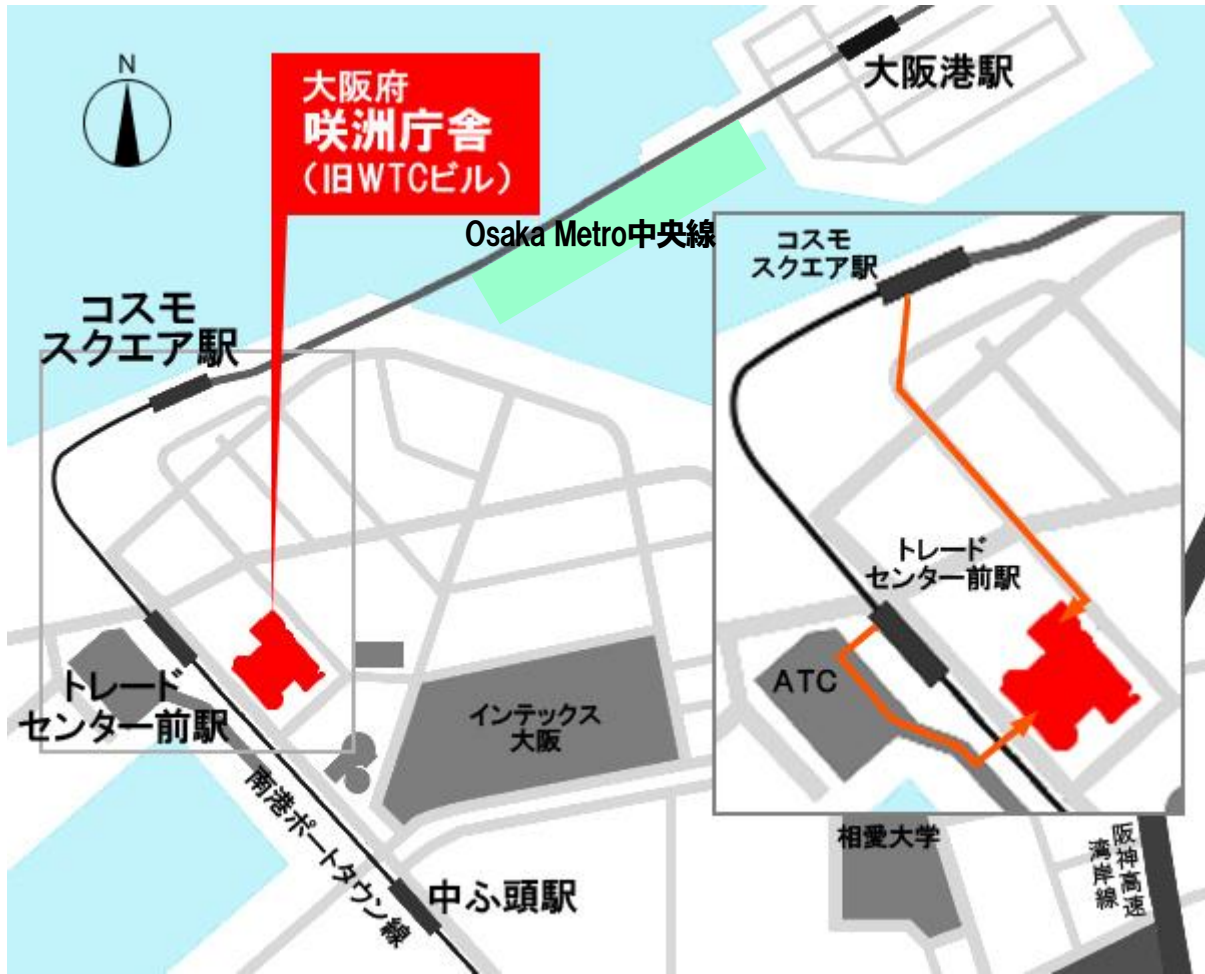 N
大阪府
咲洲庁舎
（旧WTCビル）
大阪港駅
Osaka Metro中央線
コスモ
スクエア駅
トレード
センター前駅
インテックス
大阪
南港ポートタウン線
中ふ頭駅
コスモ
スクエア駅
トレード
センター前駅
ATC
相愛大学
阪神高速
湾岸線